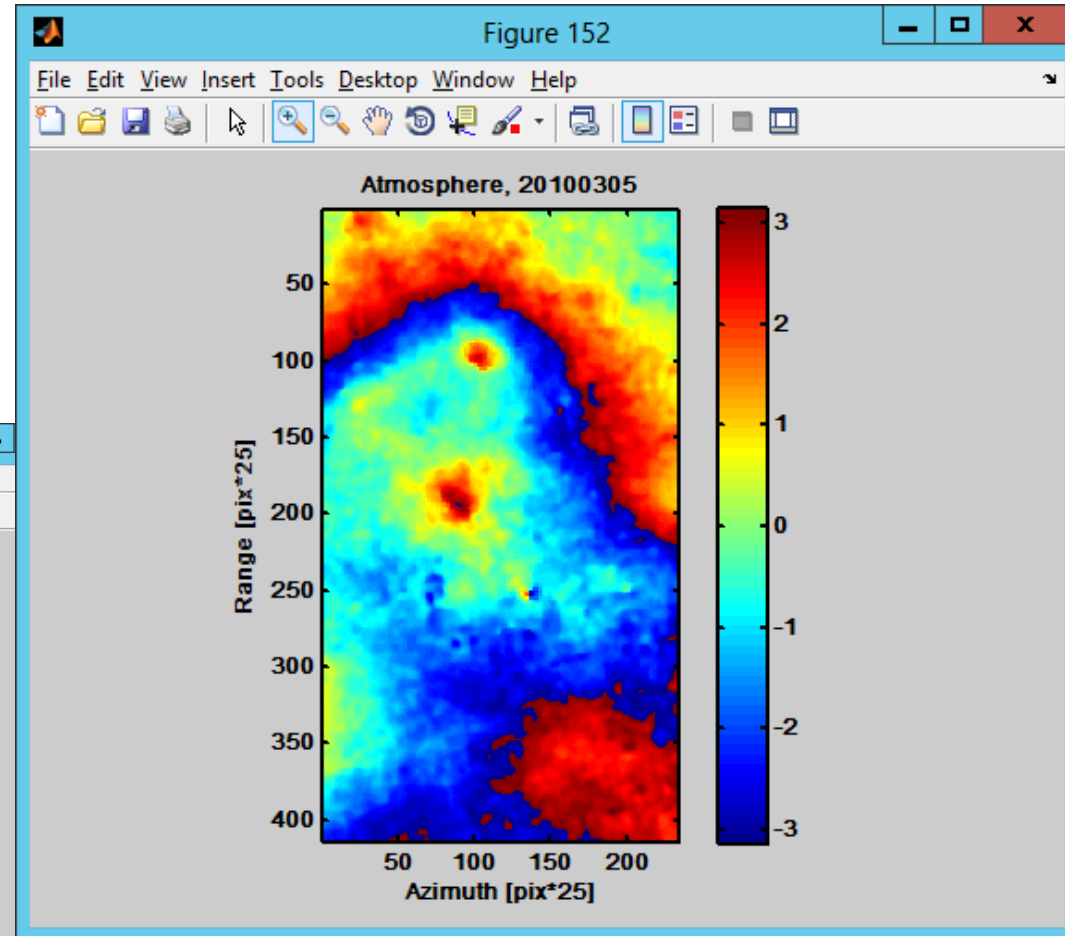 Figure 152
File Edit View Insert Tools Desktop Window Help
Atmosphere, 20100305
50
100
150
200
250
300
350
400
Range [pix*25]
50 100 150 200
Azimuth [pix*25]
3
2
1
0
-1
-2
-3